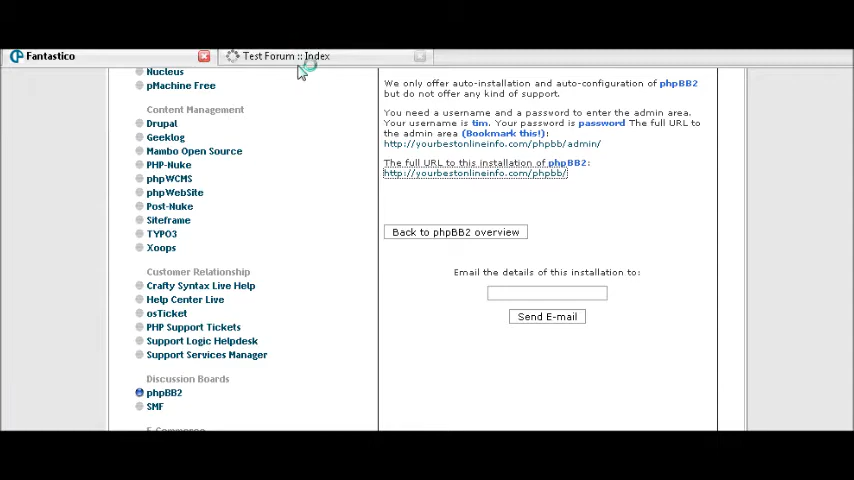 Fantastico
Test Forum :: Index
Nucleus
pMachine Free
Content Management
Drupal
Geeklog
Mambo Open Source
PHP-Nuke
phpWCMS
phpWebSite
Post-Nuke
Siteframe
TYPO3
Xoops
Customer Relationship
Crafty Syntax Live Help
Help Center Live
osTicket
PHP Support Tickets
Support Logic Helpdesk
Support Services Manager
Discussion Boards
phpBB2
SMF
E-Commerce
We only offer auto-installation and auto-configuration of phpBB2
but do not offer any kind of support.
You need a username and a password to enter the admin area.
Your username is tim. Your password is password The full URL to
the admin area (Bookmark this!):
http://yourbestonlineinfo.com/phpbb/admin/
The full URL to this installation of phpBB2:
http://yourbestonlineinfo.com/phpbb/
Back to phpBB2 overview
Email the details of this installation to:
Send E-mail